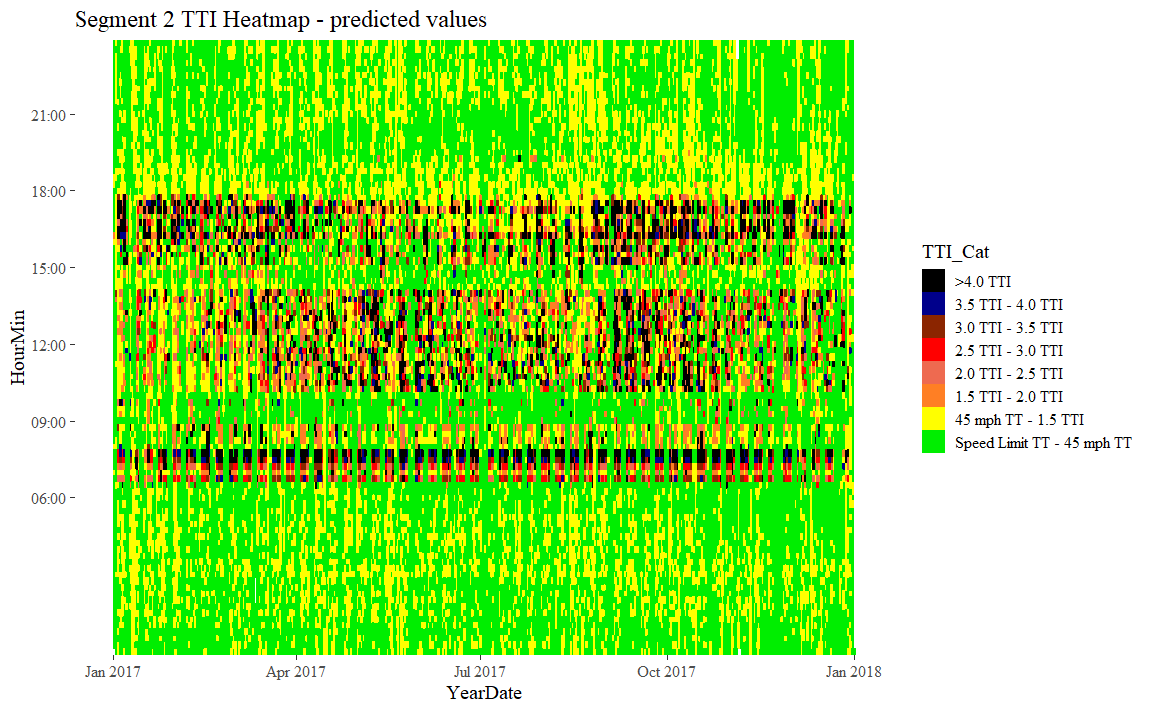 Segment 2 TTI Heatmap - predicted values
HourMin
21:00
18:00
15:00
12:00
09:00
06:00
Jan 2017
Apr 2017
Jul 2017
Oct 2017
Jan 2018
YearDate
TTI_Cat
>4.0 TTI
3.5 TTI - 4.0 TTI
3.0 TTI - 3.5 TTI
2.5 TTI - 3.0 TTI
2.0 TTI - 2.5 TTI
1.5 TTI - 2.0 TTI
45 mph TT - 1.5 TTI
Speed Limit TT - 45 mph TT